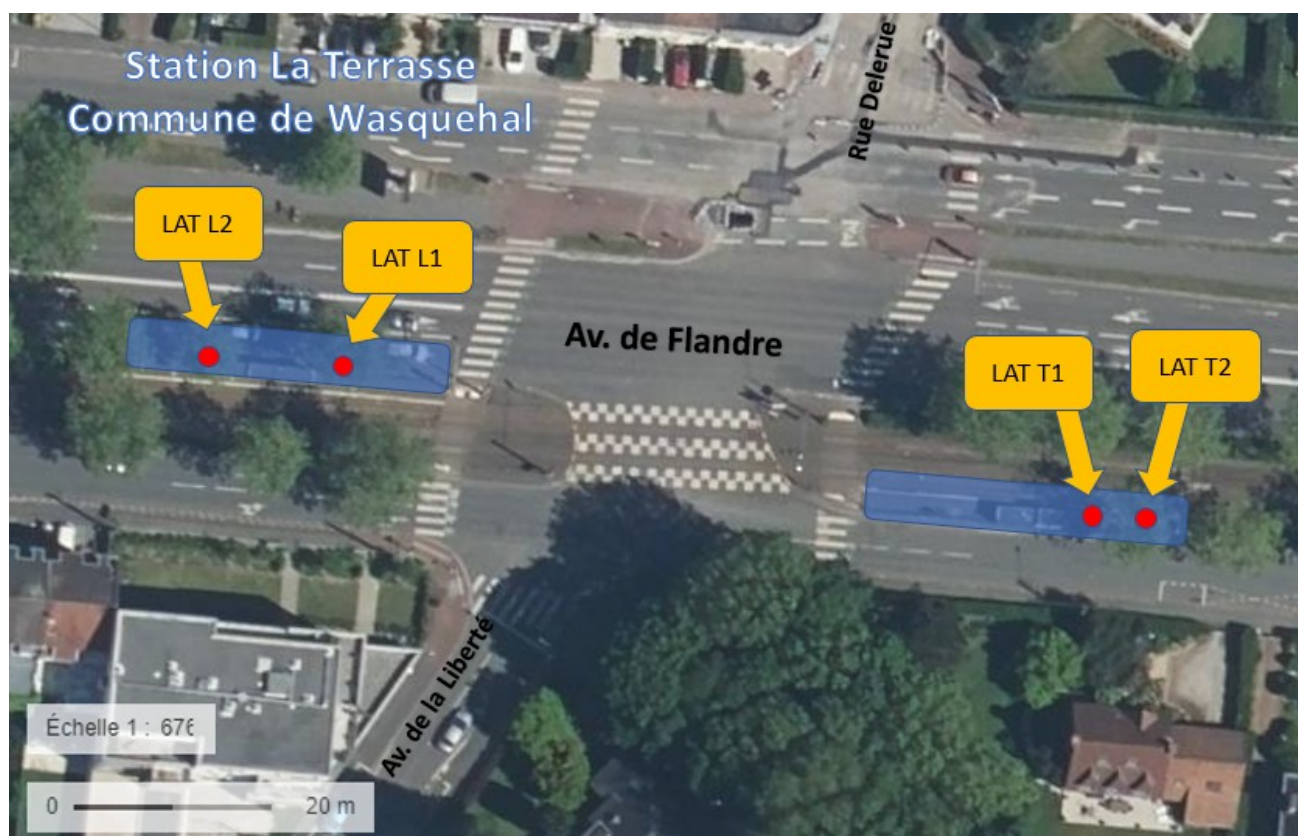 Station La Terrasse
Commune de Wasquehal
Rue Delerue
LAT L2
LAT L1
Av. de Flandre
LAT T1
LAT T2
Av. de la Liberté
Échelle 1 : 676
0 20 m